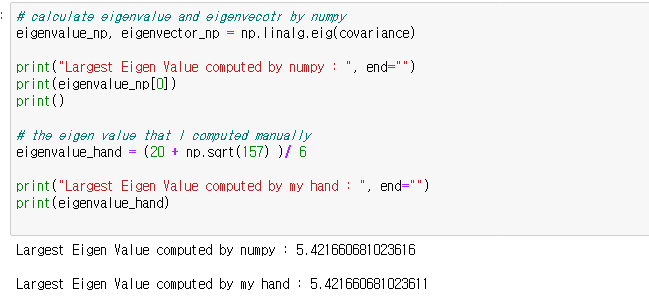 :
# calculate eigenvalue and eigenvecotr by numpy
eigenvalue_np, eigenvector_np = np.linalg.eig(covariance)
print("Largest Eigen Value computed by numpy : ", end="")
print(eigenvalue_np[0])
print()
# the eigen value that I computed manually
eigenvalue_hand = (20 + np.sqrt(157) )/ 6
print("Largest Eigen Value computed by my hand : ", end="")
print(eigenvalue_hand)
Largest Eigen Value computed by numpy : 5.421660681023616
Largest Eigen Value computed by my hand : 5.4216606810236​11